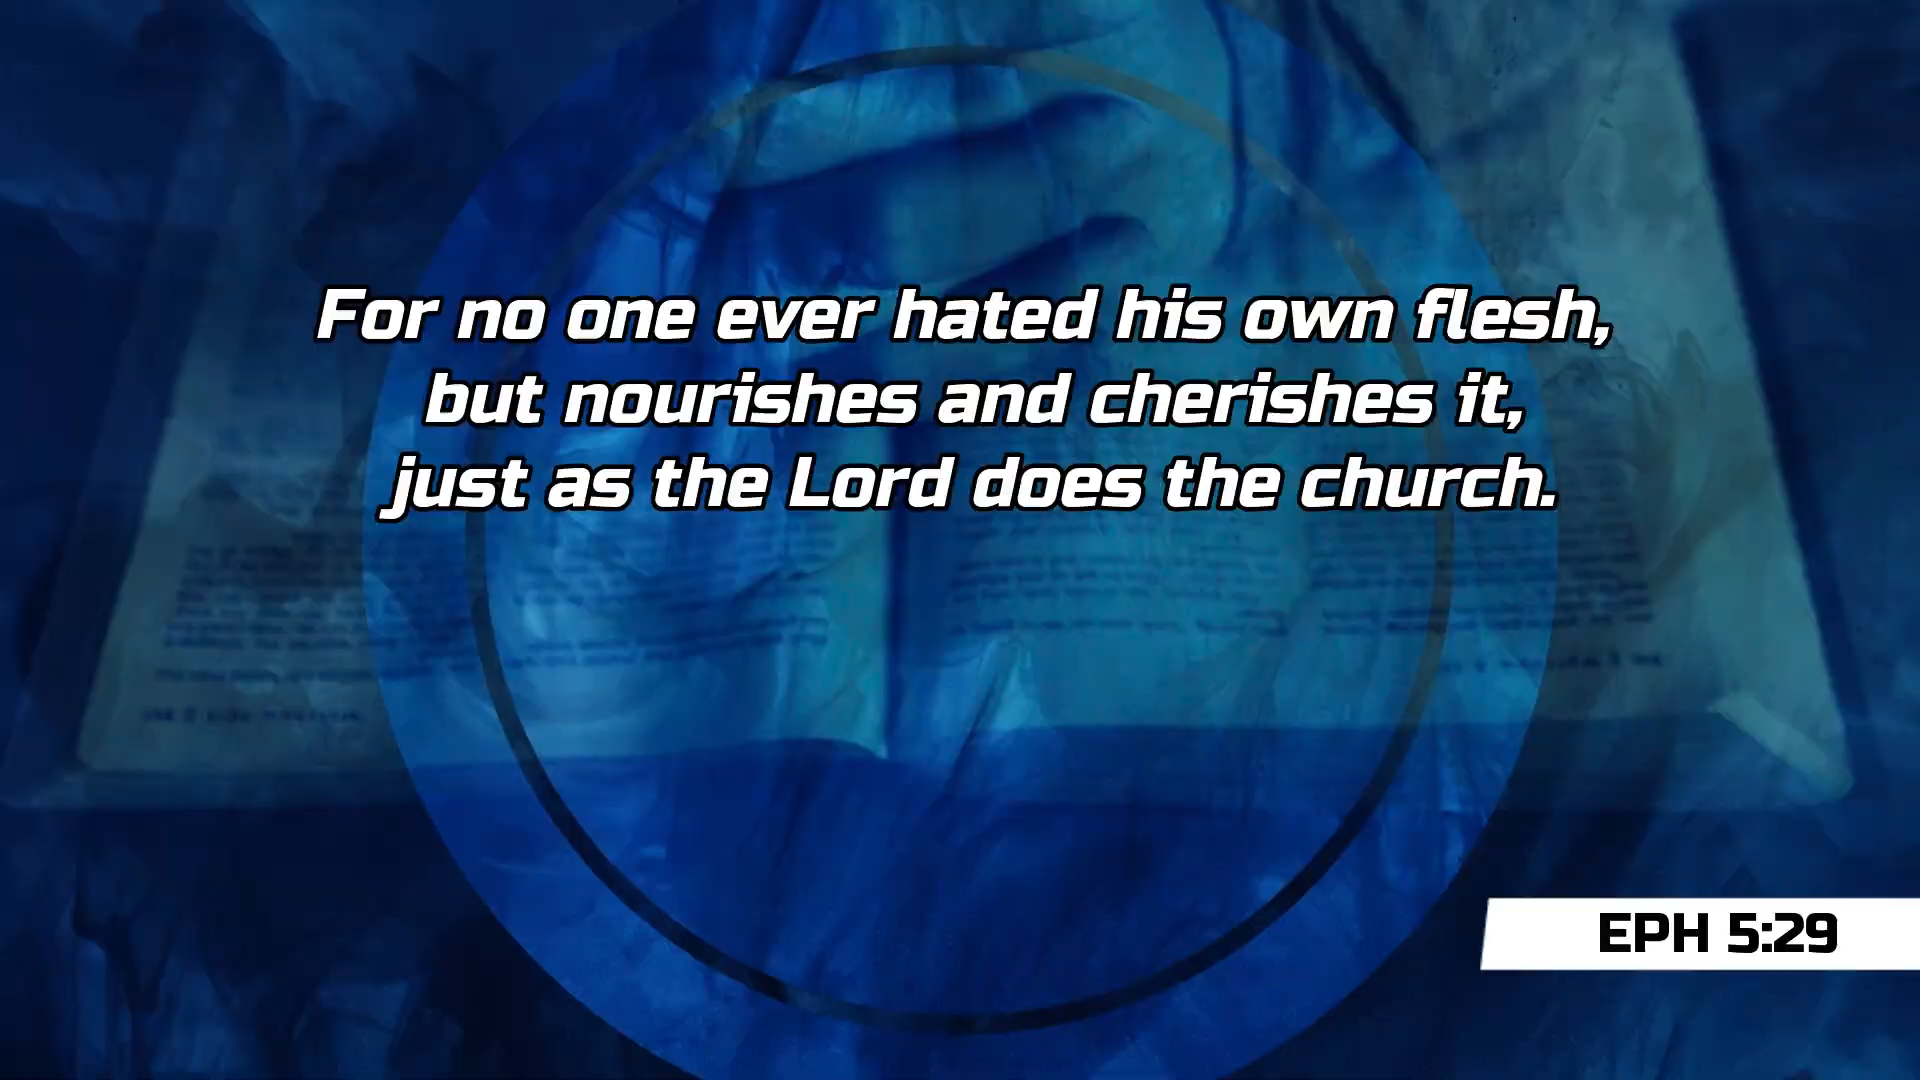 For no one ever hated his own flesh,
but nourishes and cherishes it,
just as the Lord does the church.
EPH 5:29